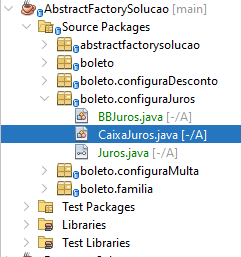 AbstractFactorySolucao [main]
Source Packages
abstractfactorysolucao
boleto
boleto.configuraDesconto
boleto.configuraJuros
BBJuros.java [-/A]
CaixaJuros.java [-/A]
Juros.java [-/A]
boleto.configuraMulta
boleto.familia
Test Packages
Libraries
Test Libraries